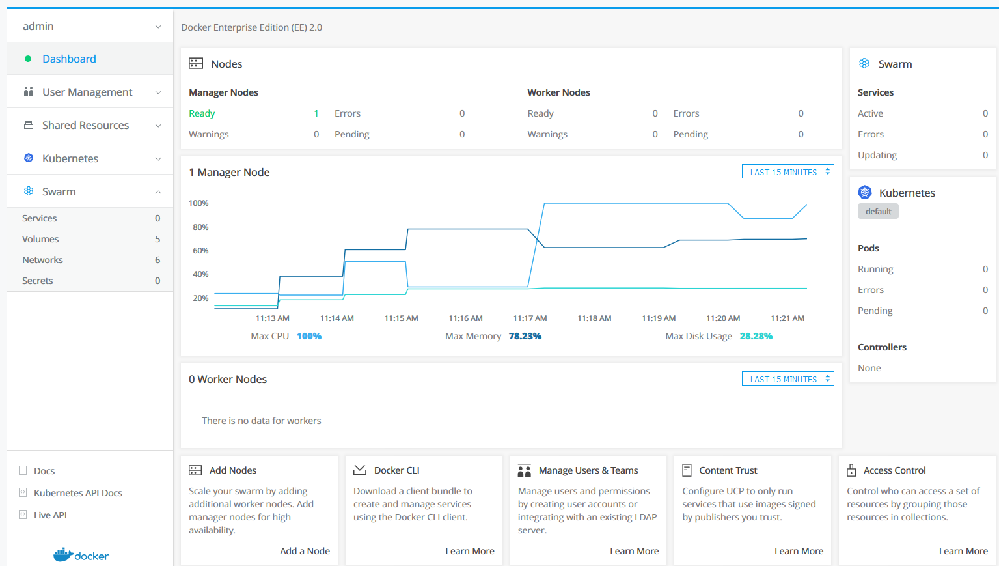 admin
Dashboard
User Management
Shared Resources
Kubernetes
Swarm
Services 0
Volumes 5
Networks 6
Secrets 0
Docs
Kubernetes API Docs
Live API
docker
Docker Enterprise Edition (EE) 2.0
Nodes
Manager Nodes
Ready 1 Errors 0
Warnings 0 Pending 0
Worker Nodes
Ready 0 Errors 0
Warnings 0 Pending 0
1 Manager Node
LAST 15 MINUTES
100%
80%
60%
40%
20%
11:13 AM 11:14 AM 11:15 AM 11:16 AM 11:17 AM 11:18 AM 11:19 AM 11:20 AM 11:21 AM
Max CPU 100% Max Memory 78.23% Max Disk Usage 28.28%
0 Worker Nodes
LAST 15 MINUTES
There is no data for workers
Swarm
Services
Active 0
Errors 0
Updating 0
Kubernetes
default
Pods
Running 0
Errors 0
Pending 0
Controllers
None
Add Nodes
Scale your swarm by adding
additional worker nodes. Add
manager nodes for high
availability.
Add a Node
Docker CLI
Download a client bundle to
create and manage services
using the Docker CLI client.
Learn More
Manage Users & Teams
Manage users and permissions
by creating user accounts or
integrating with an existing LDAP
server.
Learn More
Content Trust
Configure UCP to only run
services that use images signed
by publishers you trust.
Learn More
Access Control
Control who can access a set of
resources by grouping those
resources in collections.
Learn More